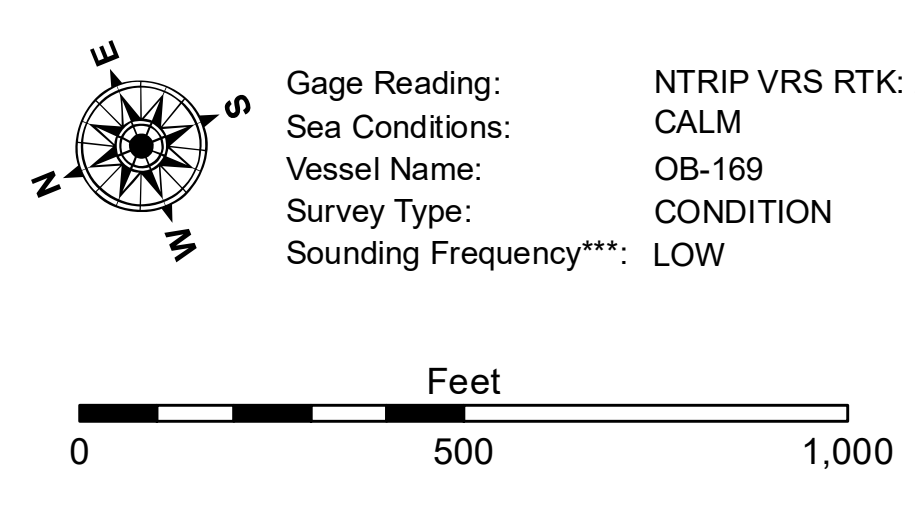 E
S
N
W
Gage Reading: NTRIP VRS RTK:
Sea Conditions: CALM
Vessel Name: OB-169
Survey Type: CONDITION
Sounding Frequency***: LOW
Feet
0 500 1,000